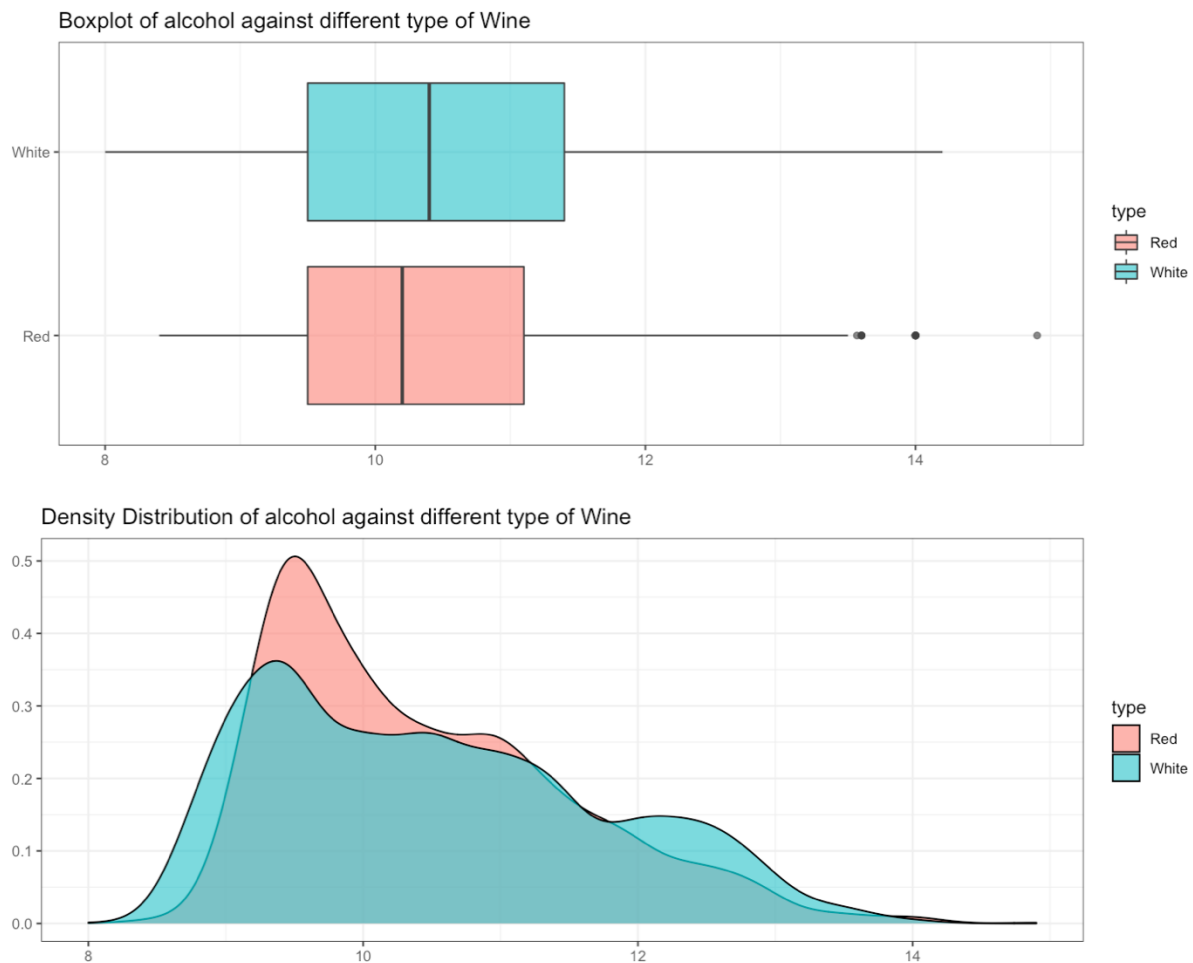 Boxplot of alcohol against different type of Wine
White
Red
8 10 12 14
type
Red
White
Density Distribution of alcohol against different type of Wine
0.5
0.4
0.3
0.2
0.1
0.0
8 10 12 14
type
Red
White